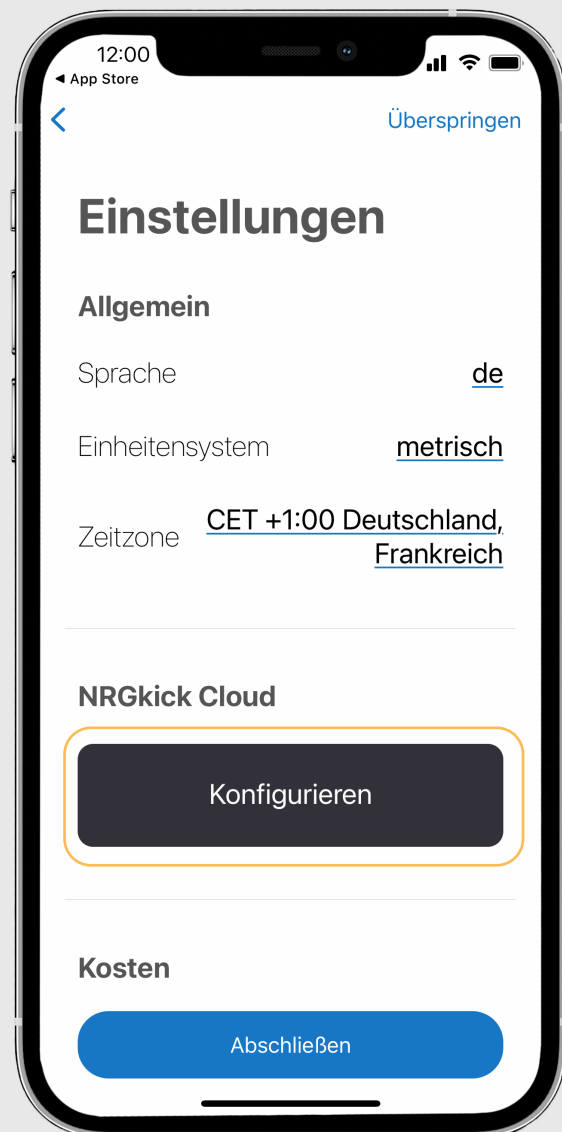 12:00
◀ App Store
Überspringen
Einstellungen
Allgemein
Sprache de
Einheitensystem metrisch
Zeitzone CET +1:00 Deutschland,
Frankreich
NRGkick Cloud
Konfigurieren
Kosten
Abschließen